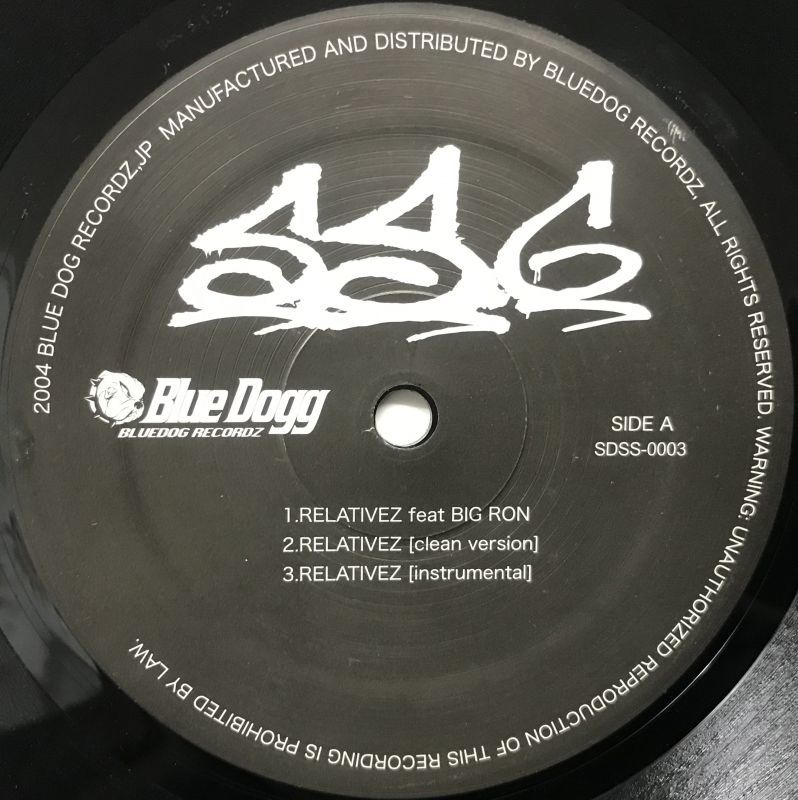 2004 BLUE DOG RECORDZ,JP MANUFACTURED AND DISTRIBUTED BY BLUEDOG RECORDZ, ALL RIGHTS RESERVED. WARNING: UNAUTHORIZED REPRODUCTION OF THIS RECORDING IS PROHIBITED BY LAW.
SSG
Blue Dogg
BLUEDOG RECORDZ
SIDE A
SDSS-0003
1.RELATIVEZ feat BIG RON
2.RELATIVEZ [clean version]
3.RELATIVEZ [instrumental]